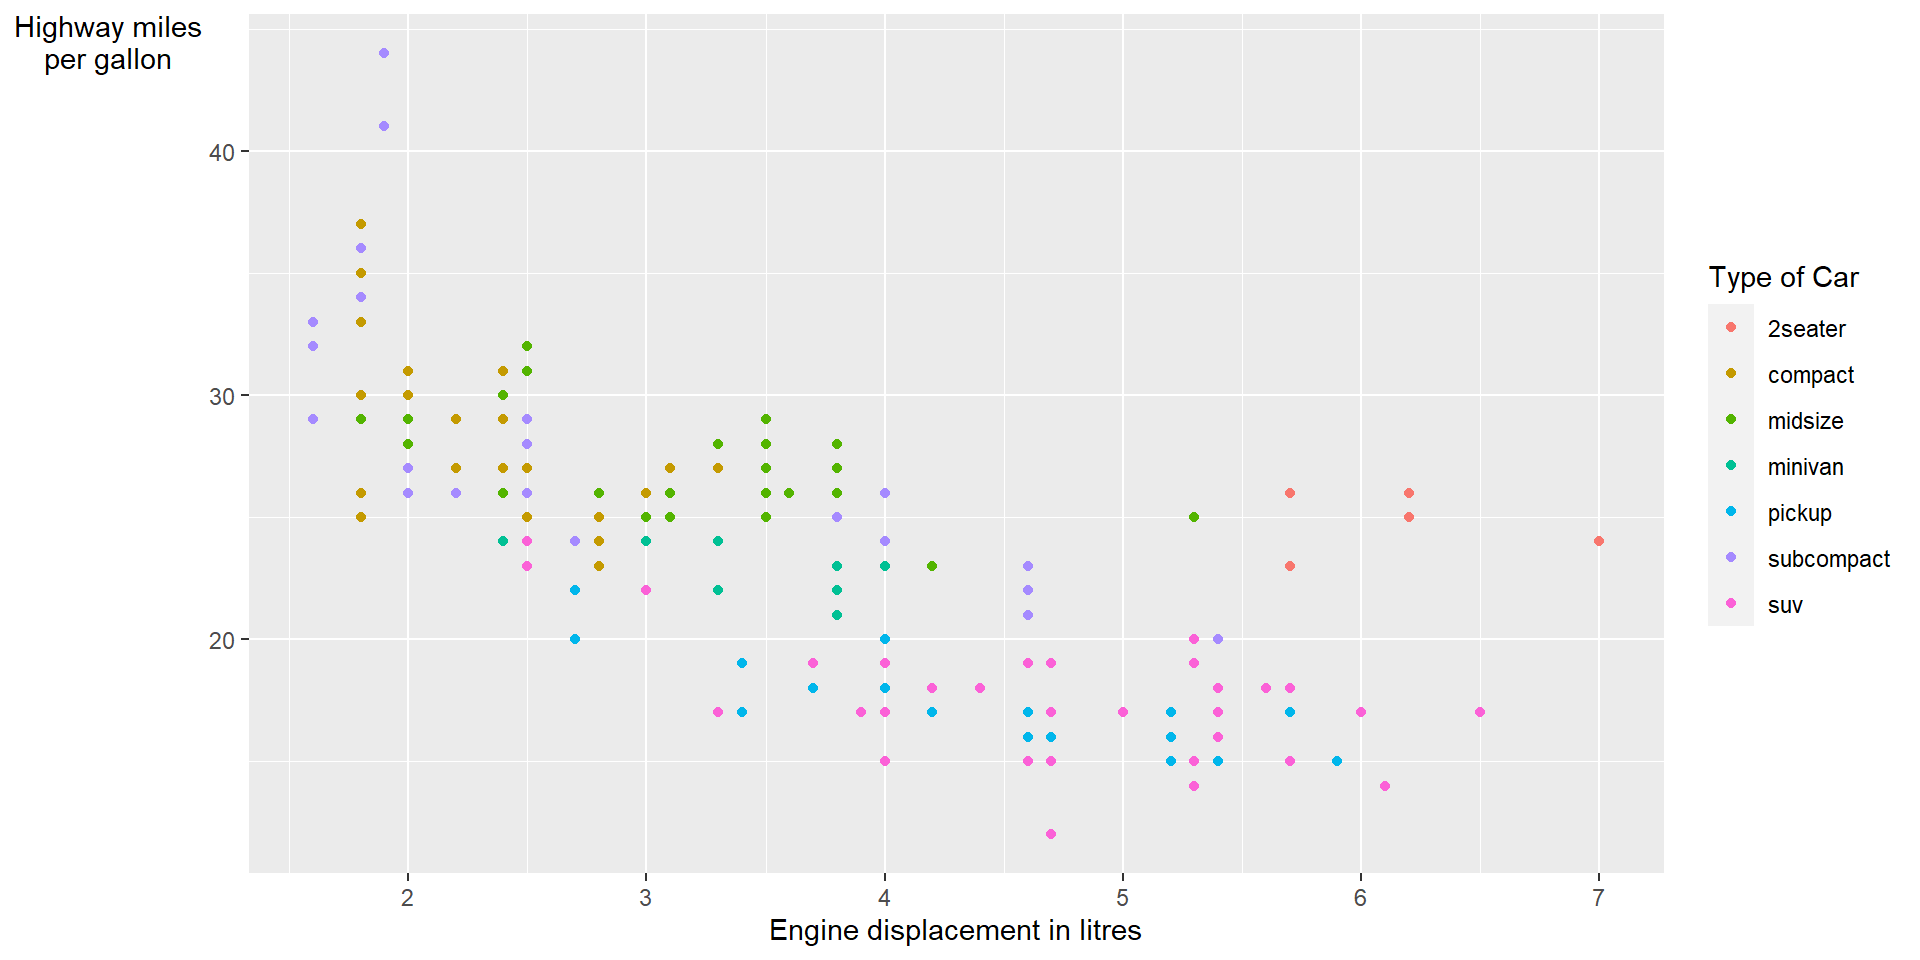 Highway miles
per gallon
40
30
20
2 3 4 5 6 7
Engine displacement in litres
Type of Car
2seater
compact
midsize
minivan
pickup
subcompact
suv